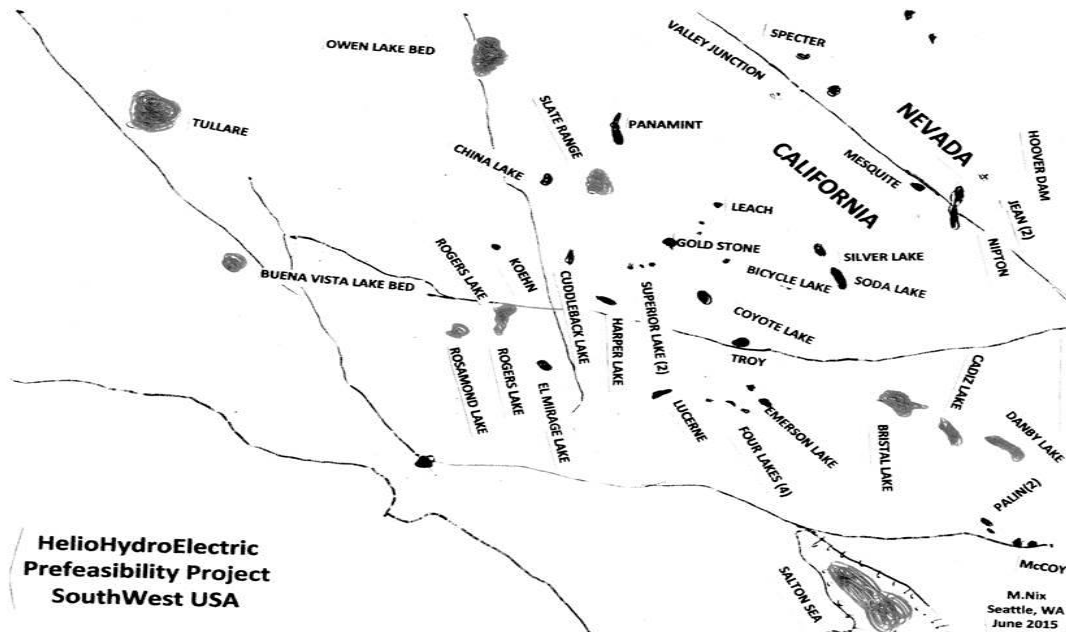 OWEN LAKE BED
VALLEY JUNCTION
SPECTER
TULLARE
SLATE RANGE
PANAMINT
NEVADA
HOOVER DAM
CHINA LAKE
CALIFORNIA
MESQUITE
JEAN (2)
LEACH
NIPTON
GOLD STONE
SILVER LAKE
BICYCLE LAKE
SODA LAKE
BUENA VISTA LAKE BED
ROGERS LAKE
KOEHN
CUDDLEBACK LAKE
SUPERIOR LAKE (2)
COYOTE LAKE
HARPER LAKE
TROY
ROSAMOND LAKE
ROGERS LAKE
EL MIRAGE LAKE
LUCERNE
FOUR LAKES (4)
EMERSON LAKE
BRISTAL LAKE
CADIZ LAKE
DANBY LAKE
PALIN(2)
McCOY
SALTON SEA
HelioHydroElectric
Prefeasibility Project
SouthWest USA
M.Nix
Seattle, WA
June 2015